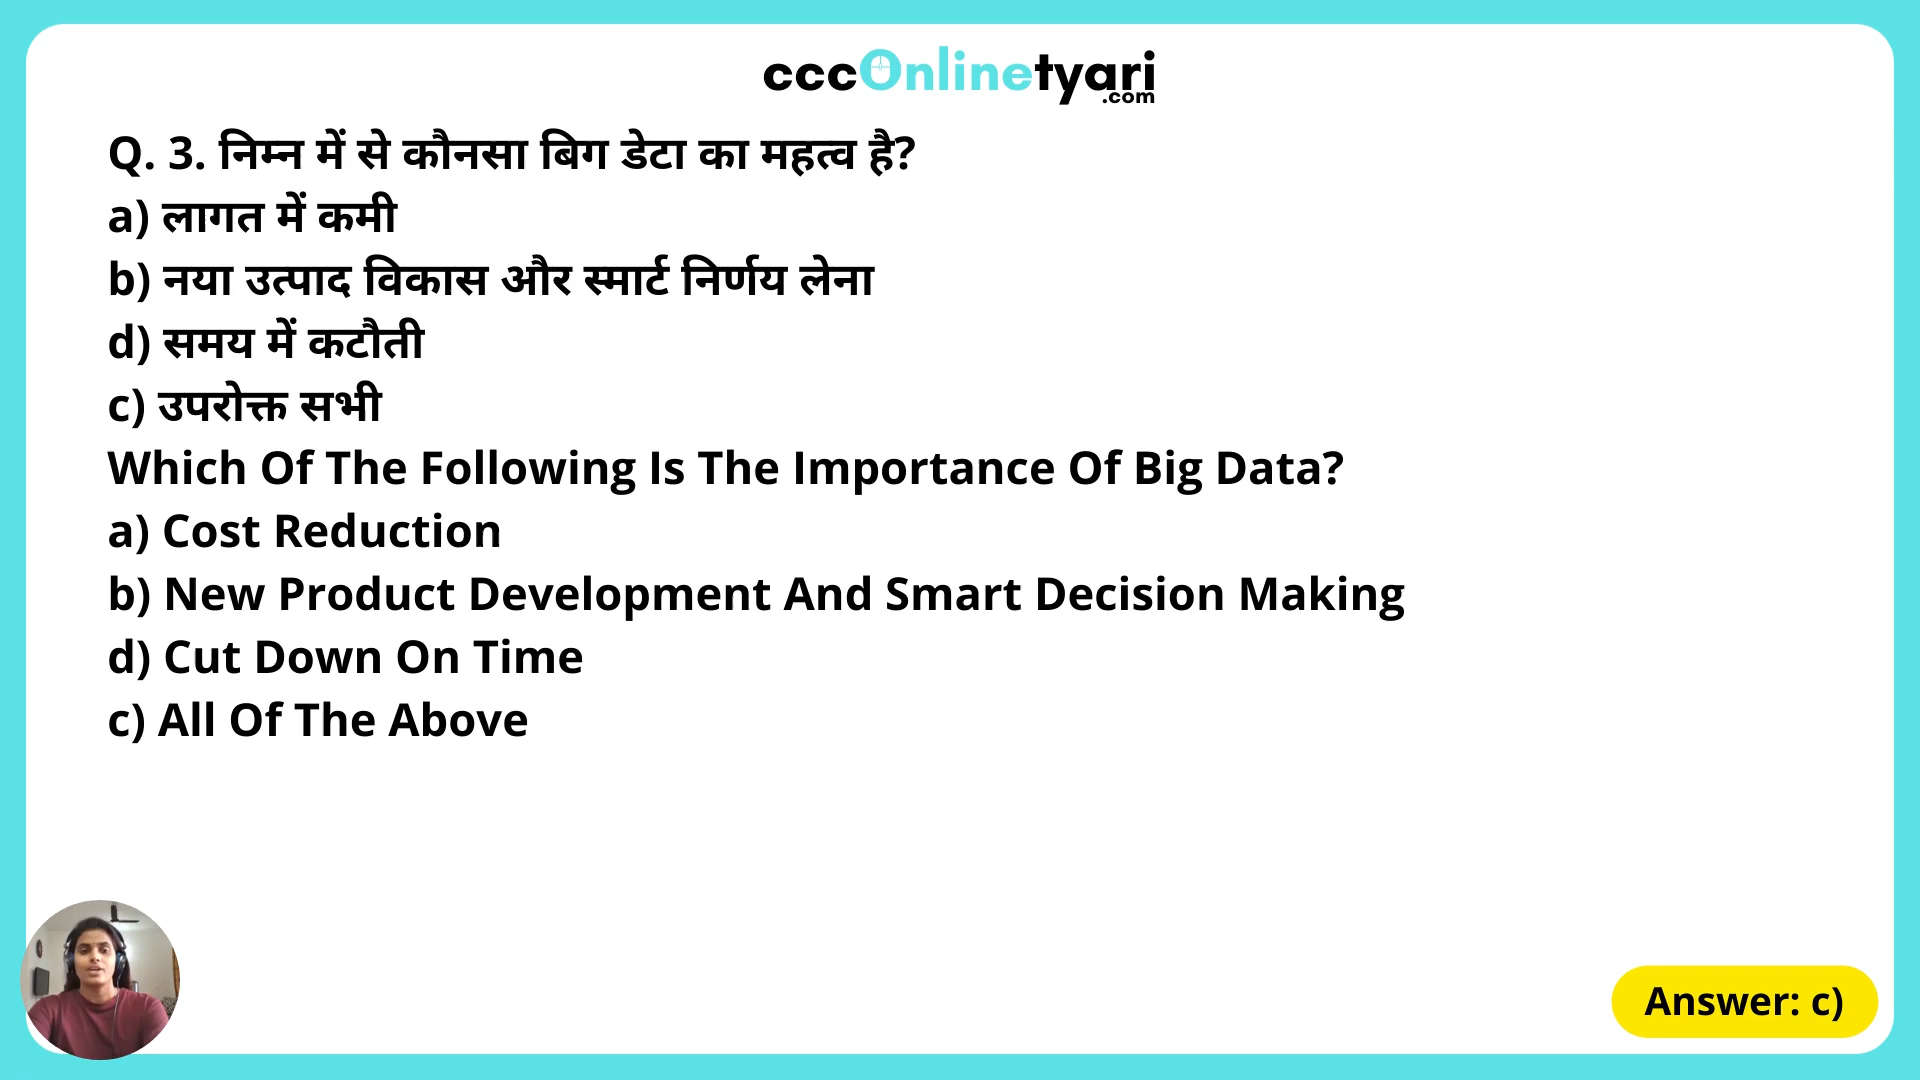 cccOnlinetyari
.com
Q. 3. निम्न में से कौनसा बिग डेटा का महत्व है?
a) लागत में कमी
b) नया उत्पाद विकास और स्मार्ट निर्णय लेना
d) समय में कटौती
c) उपरोक्त सभी
Which Of The Following Is The Importance Of Big Data?
a) Cost Reduction
b) New Product Development And Smart Decision Making
d) Cut Down On Time
c) All Of The Above
Answer: c)